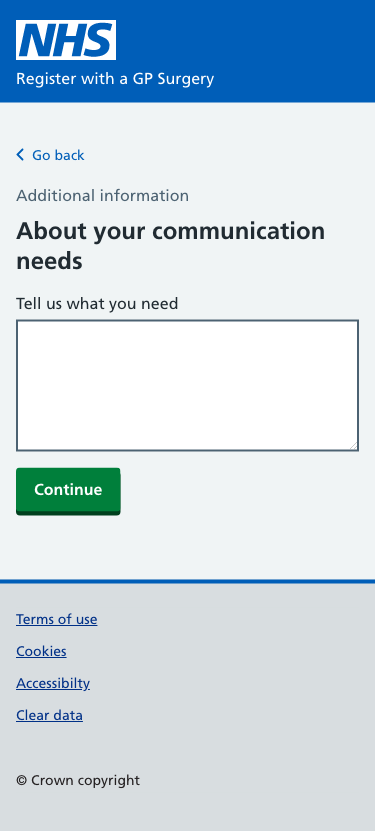 NHS
Register with a GP Surgery
Go back
Additional information
About your communication
needs
Tell us what you need
Continue
Terms of use
Cookies
Accessibilty
Clear data
© Crown copyright